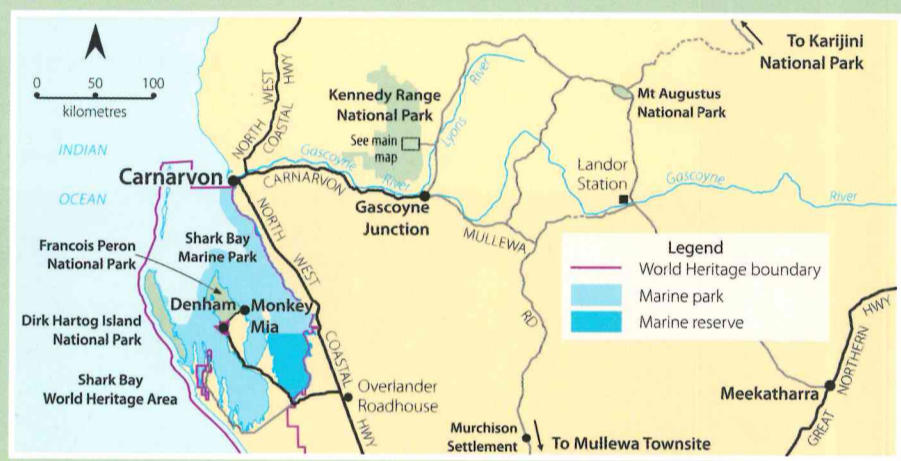 To Karijini
National Park
0 50 100
kilometres
NORTH WEST
COASTAL HWY
Kennedy Range
National Park
See main
map
Lyons
River
Mt Augustus
National Park
INDIAN
OCEAN
Carnarvon
CARNARVON
Gascoyne
River
Gascoyne
Junction
MULLEWA
RD
Landor
Station
Gascoyne
River
NORTH
WEST
COASTAL
HWY
Francois Peron
National Park
Shark Bay
Marine Park
Denham
Monkey
Mia
Dirk Hartog Island
National Park
Shark Bay
World Heritage Area
Overlander
Roadhouse
Legend
World Heritage boundary
Marine park
Marine reserve
Meekatharra
GREAT NORTHERN
HWY
Murchison
Settlement
To Mullewa Townsite